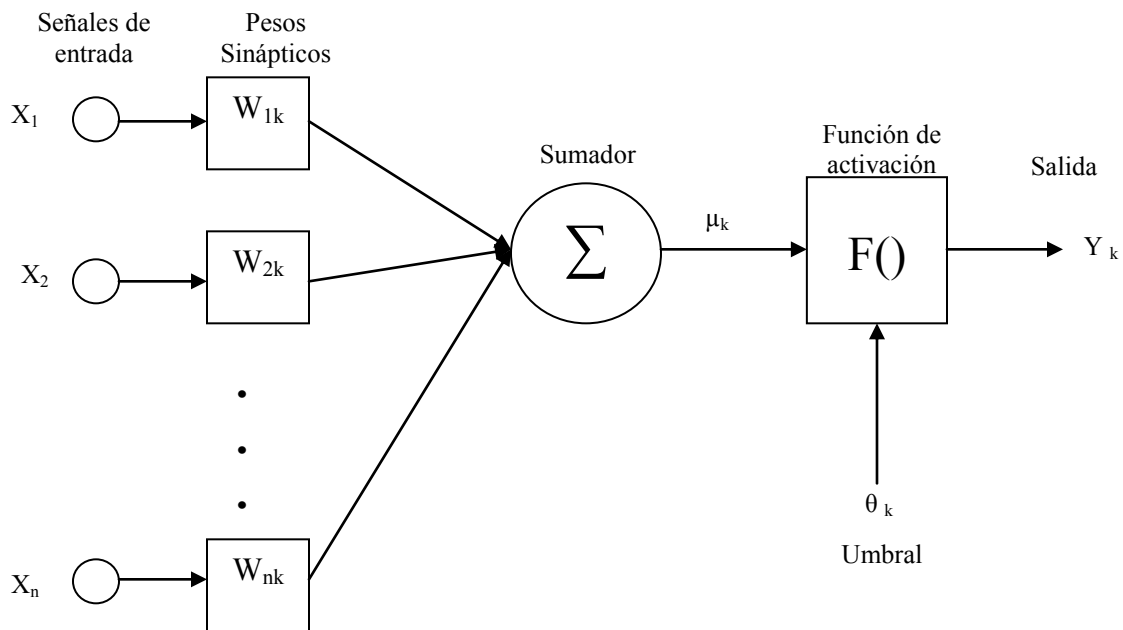 Señales de
entrada
Pesos
Sinápticos
X₁
W₁ₖ
Sumador
Función de
activación
Salida
X₂
W₂ₖ
Σ
μₖ
F()
Y ₖ
θ ₖ
Umbral
Xₙ
Wₙₖ